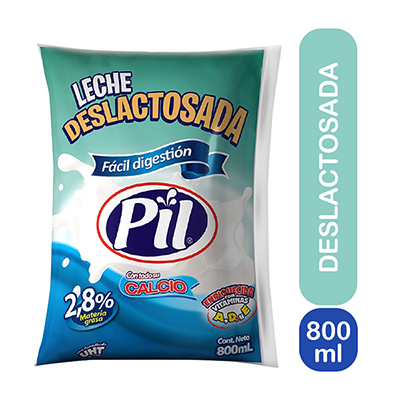 LECHE
DESLACTOSADA
Fácil digestión
Pil
Con todo su
CALCIO
2,8%
Materia
grasa
ENRIQUECIDA
CON
VITAMINAS
A, D y E
UHT
Cont. Neto
800ml
DESLACTOSADA
800
ml